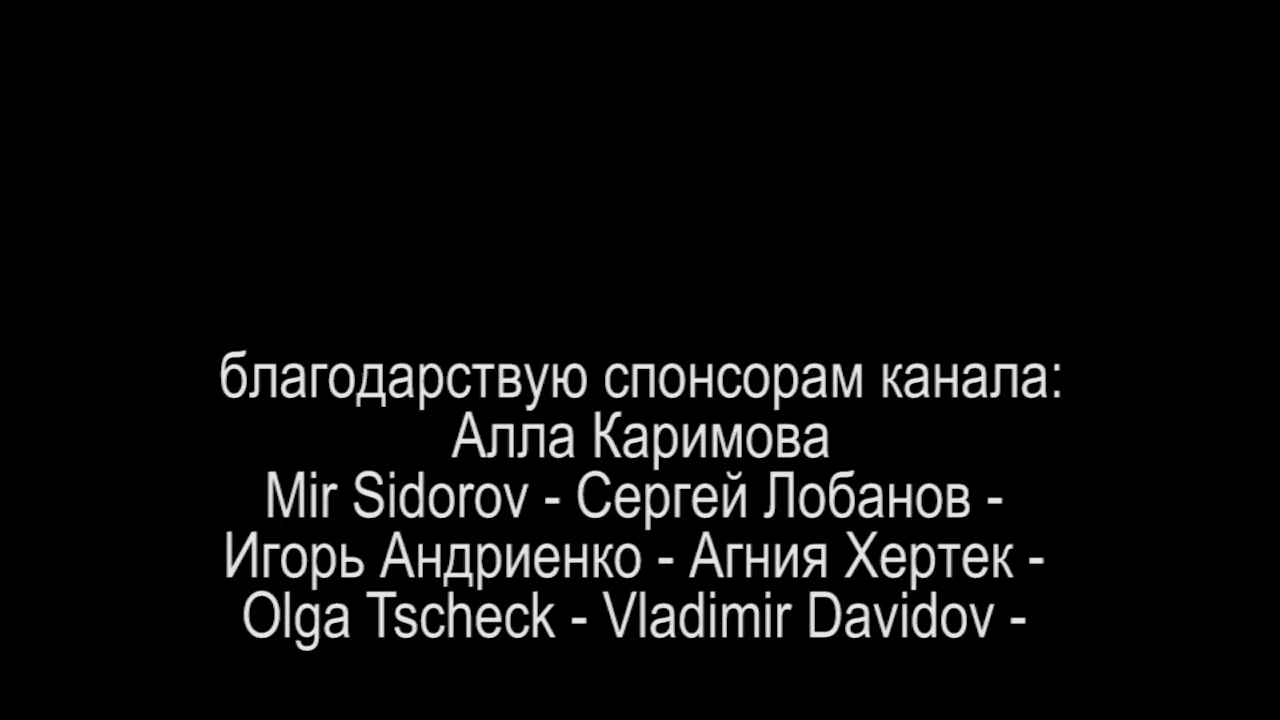 благодарствую спонсорам канала:
Алла Каримова
Mir Sidorov - Сергей Лобанов -
Игорь Андриенко - Агния Хертек -
Olga Tscheck - Vladimir Davidov -